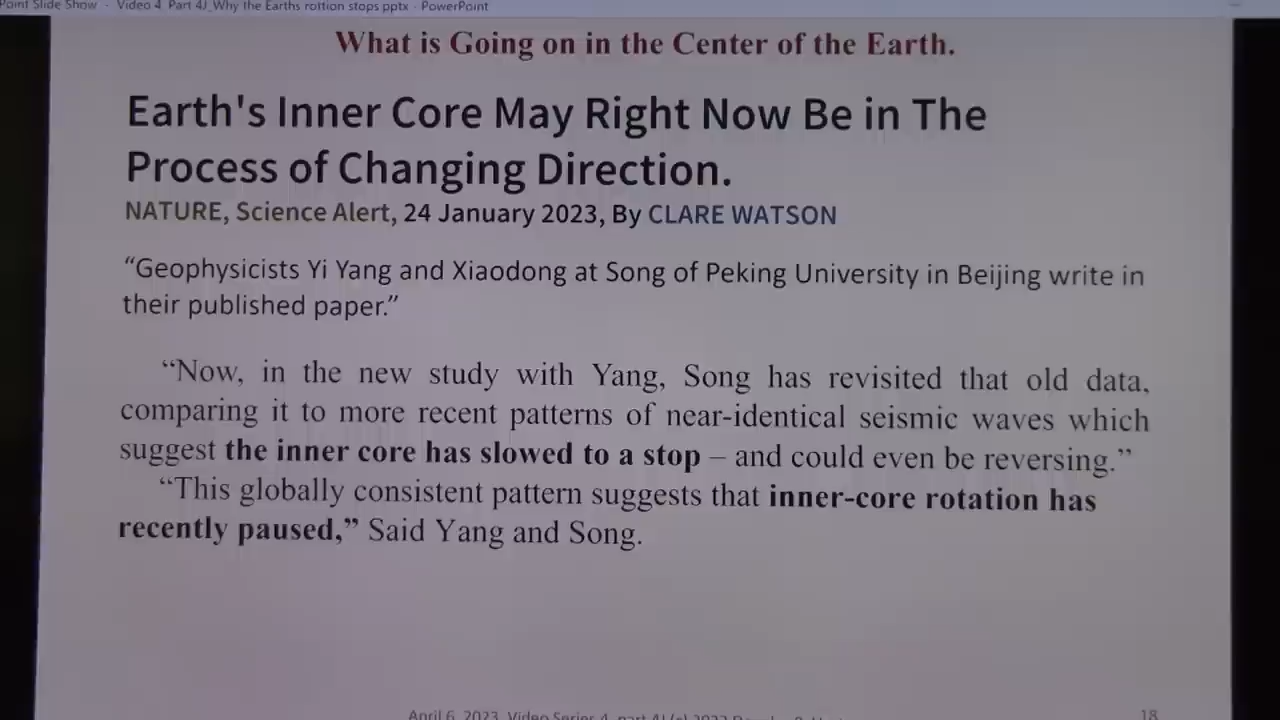 Point Slide Show - Video 4 Part 4J_Why the Earths rottion stops pptx - PowerPoint
What is Going on in the Center of the Earth.
Earth's Inner Core May Right Now Be in The
Process of Changing Direction.
NATURE, Science Alert, 24 January 2023, By CLARE WATSON
“Geophysicists Yi Yang and Xiaodong at Song of Peking University in Beijing write in
their published paper.”
“Now, in the new study with Yang, Song has revisited that old data,
comparing it to more recent patterns of near-identical seismic waves which
suggest the inner core has slowed to a stop – and could even be reversing.”
“This globally consistent pattern suggests that inner-core rotation has
recently paused,” Said Yang and Song.
April 6, 2023, Video Series 4, part 4J (c) 2023
18